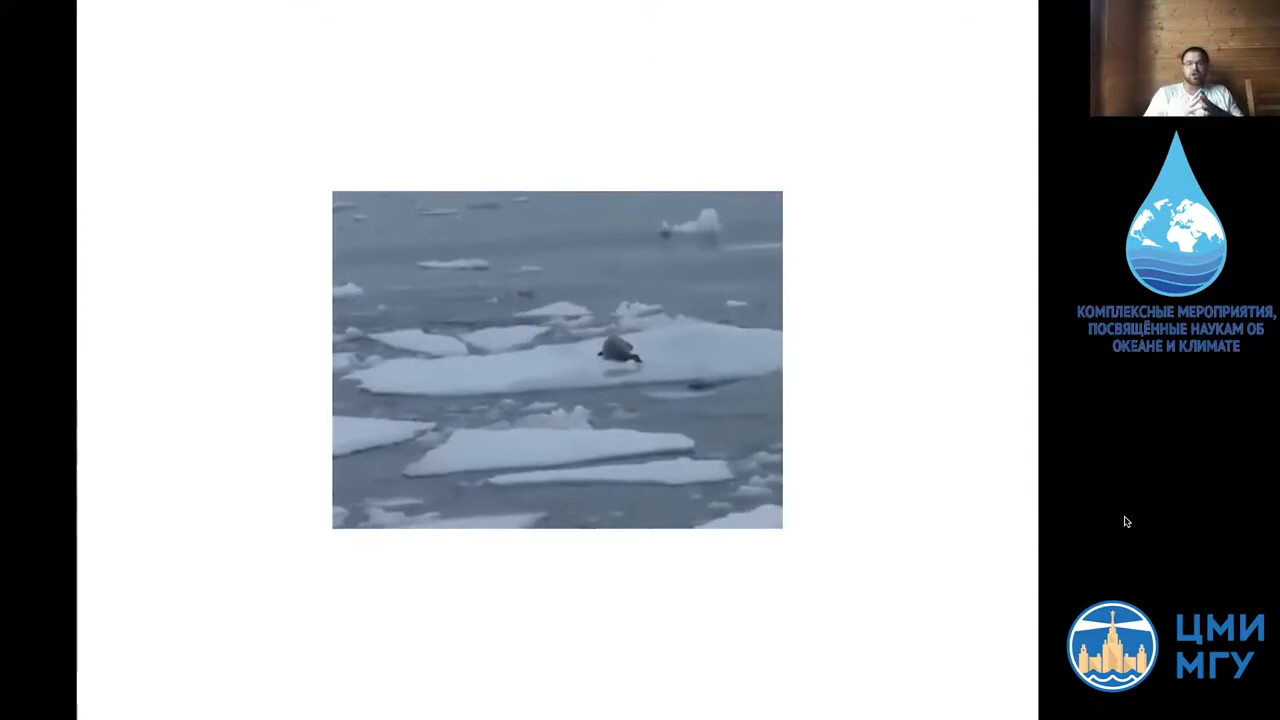 КОМПЛЕКСНЫЕ МЕРОПРИЯТИЯ,
ПОСВЯЩЁННЫЕ НАУКАМ ОБ
ОКЕАНЕ И КЛИМАТЕ
ЦМИ
МГУ